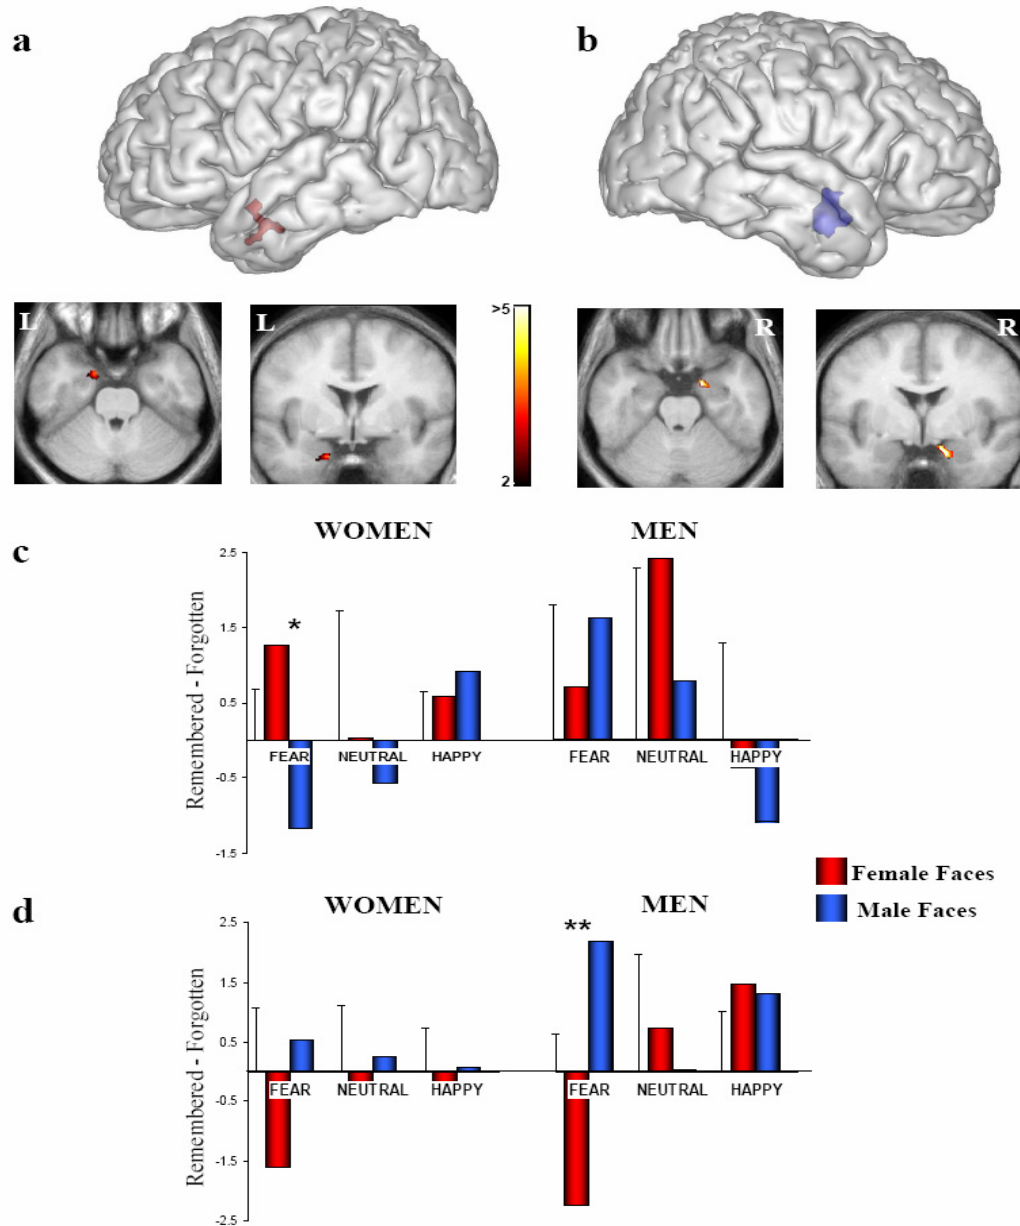 a
b
L
L
>5
2
R
R
c
WOMEN
MEN
Remembered - Forgotten
2.5
1.5
0.5
-0.5
-1.5
*
FEAR
NEUTRAL
HAPPY
FEAR
NEUTRAL
HAPPY
Female Faces
Male Faces
d
WOMEN
MEN
Remembered - Forgotten
2.5
1.5
0.5
-0.5
-1.5
-2.5
**
FEAR
NEUTRAL
HAPPY
FEAR
NEUTRAL
HAPPY